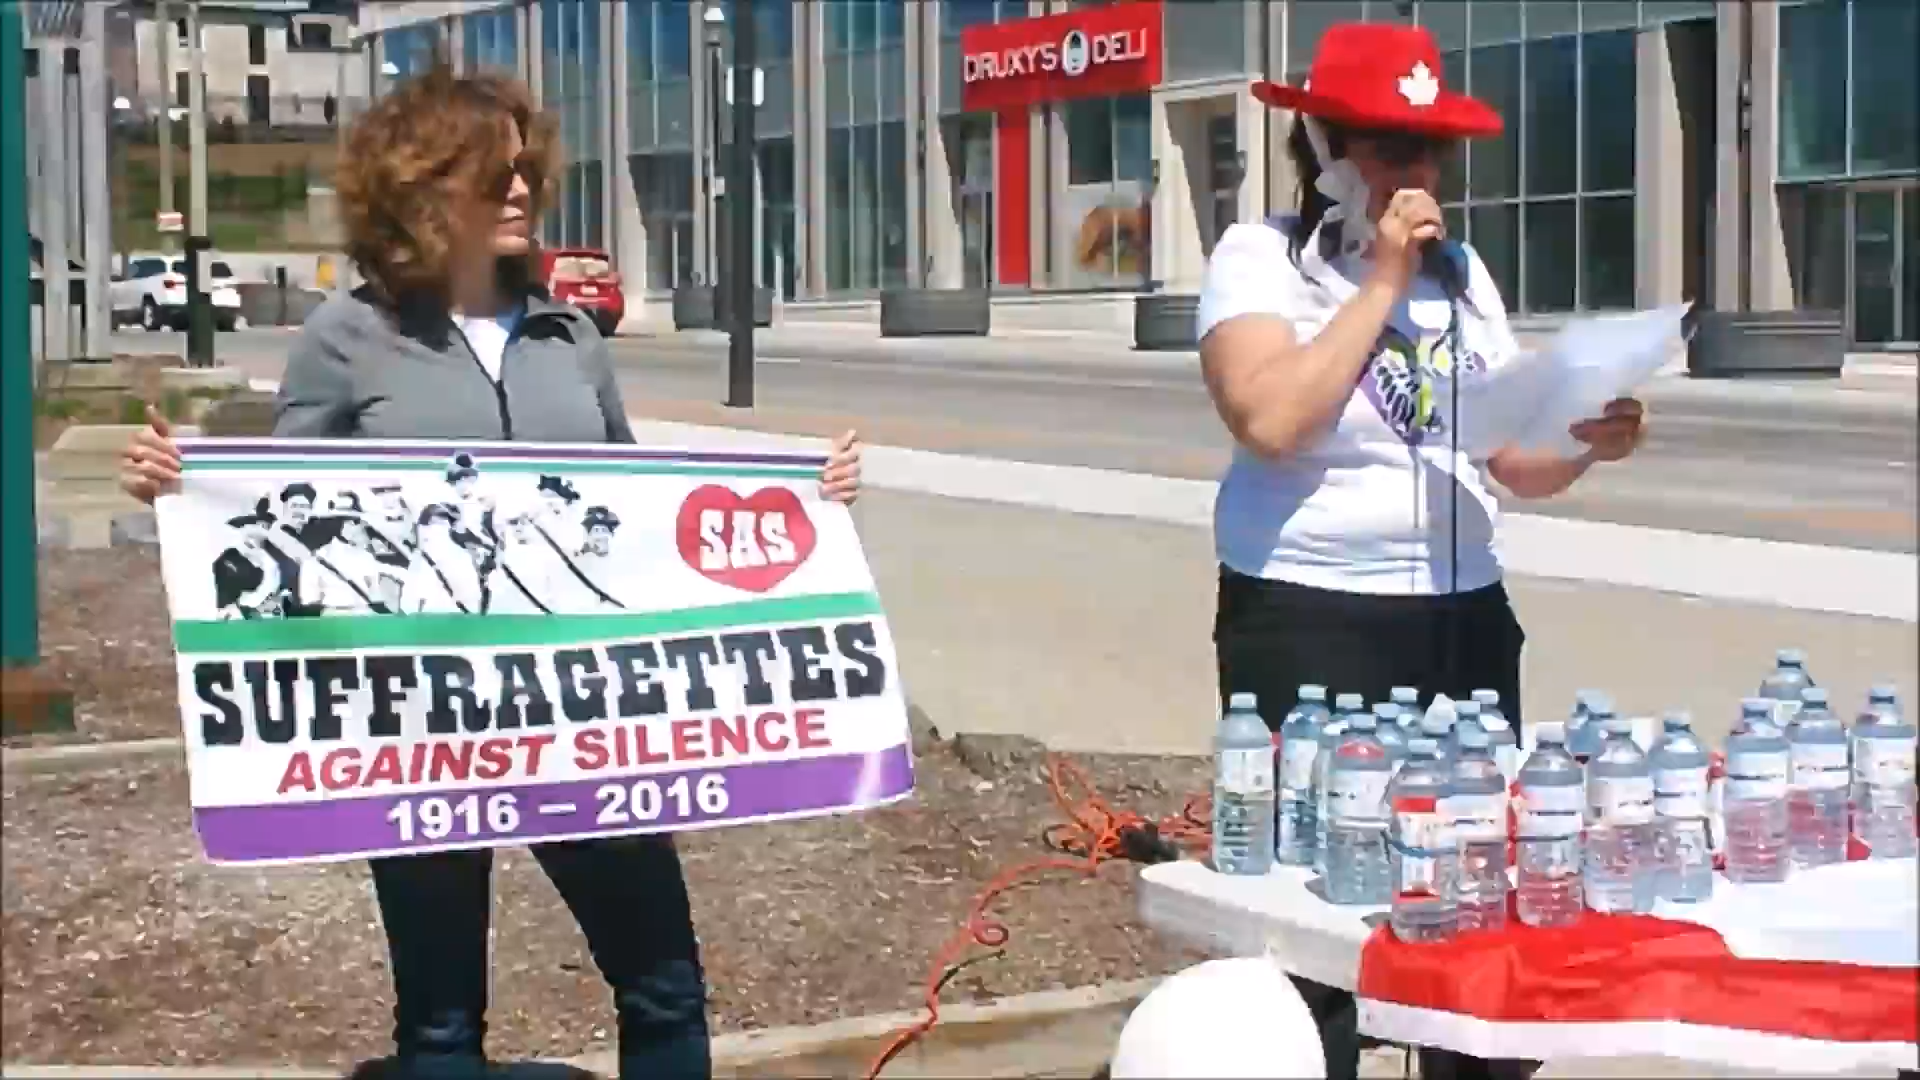 DRUXY'S DELI
SAS
SUFFRAGETTES
AGAINST SILENCE
1916 – 2016